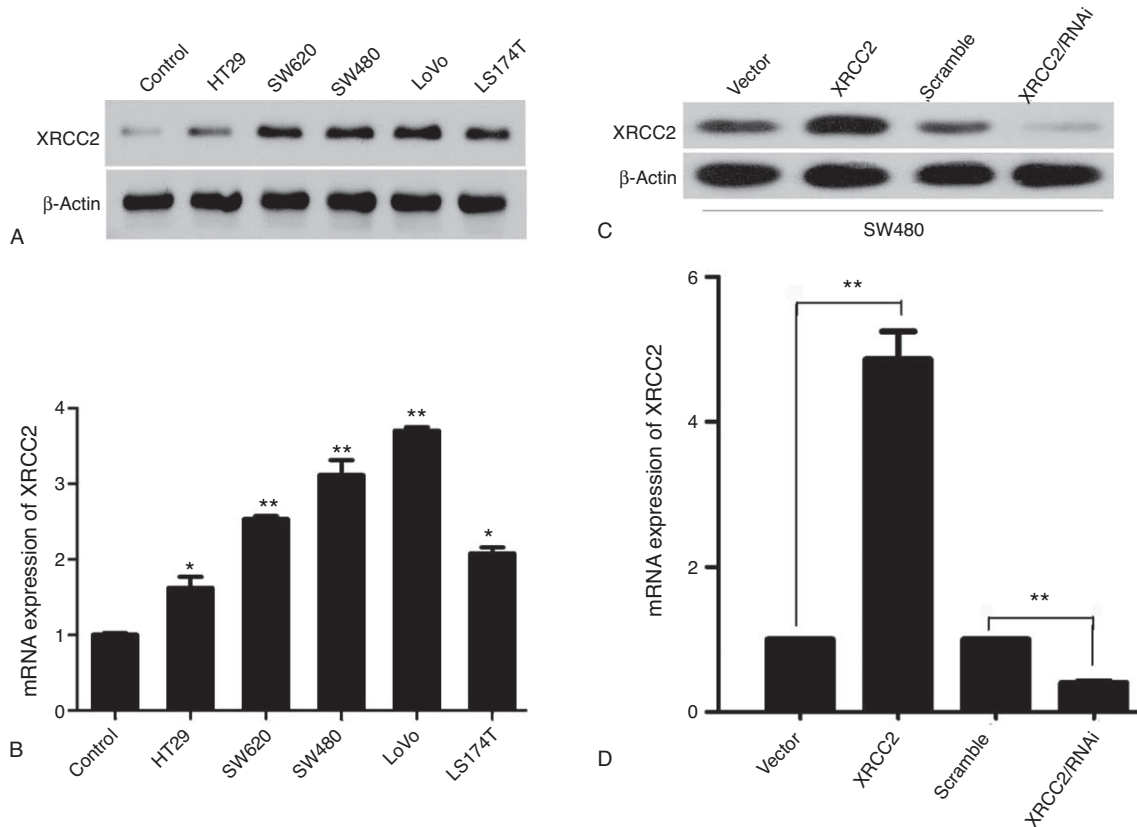 Control HT29 SW620 SW480 LoVo LS174T
XRCC2
β-Actin
A
Vector XRCC2 Scramble XRCC2/RNAi
XRCC2
β-Actin
SW480
C
mRNA expression of XRCC2
4
3
2
1
0
* ** ** ** *
Control HT29 SW620 SW480 LoVo LS174T
B
mRNA expression of XRCC2
6
4
2
0
**
**
Vector XRCC2 Scramble XRCC2/RNAi
D